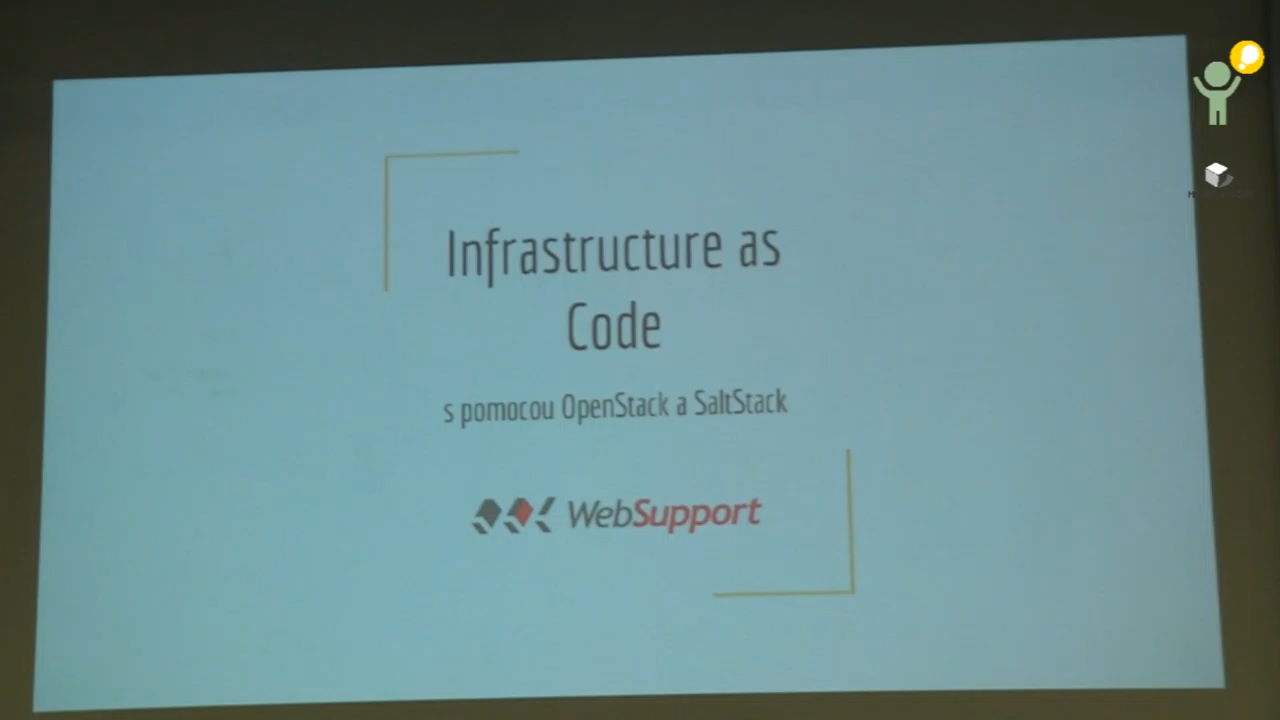 Infrastructure as
Code
s pomocou OpenStack a SaltStack
WebSupport